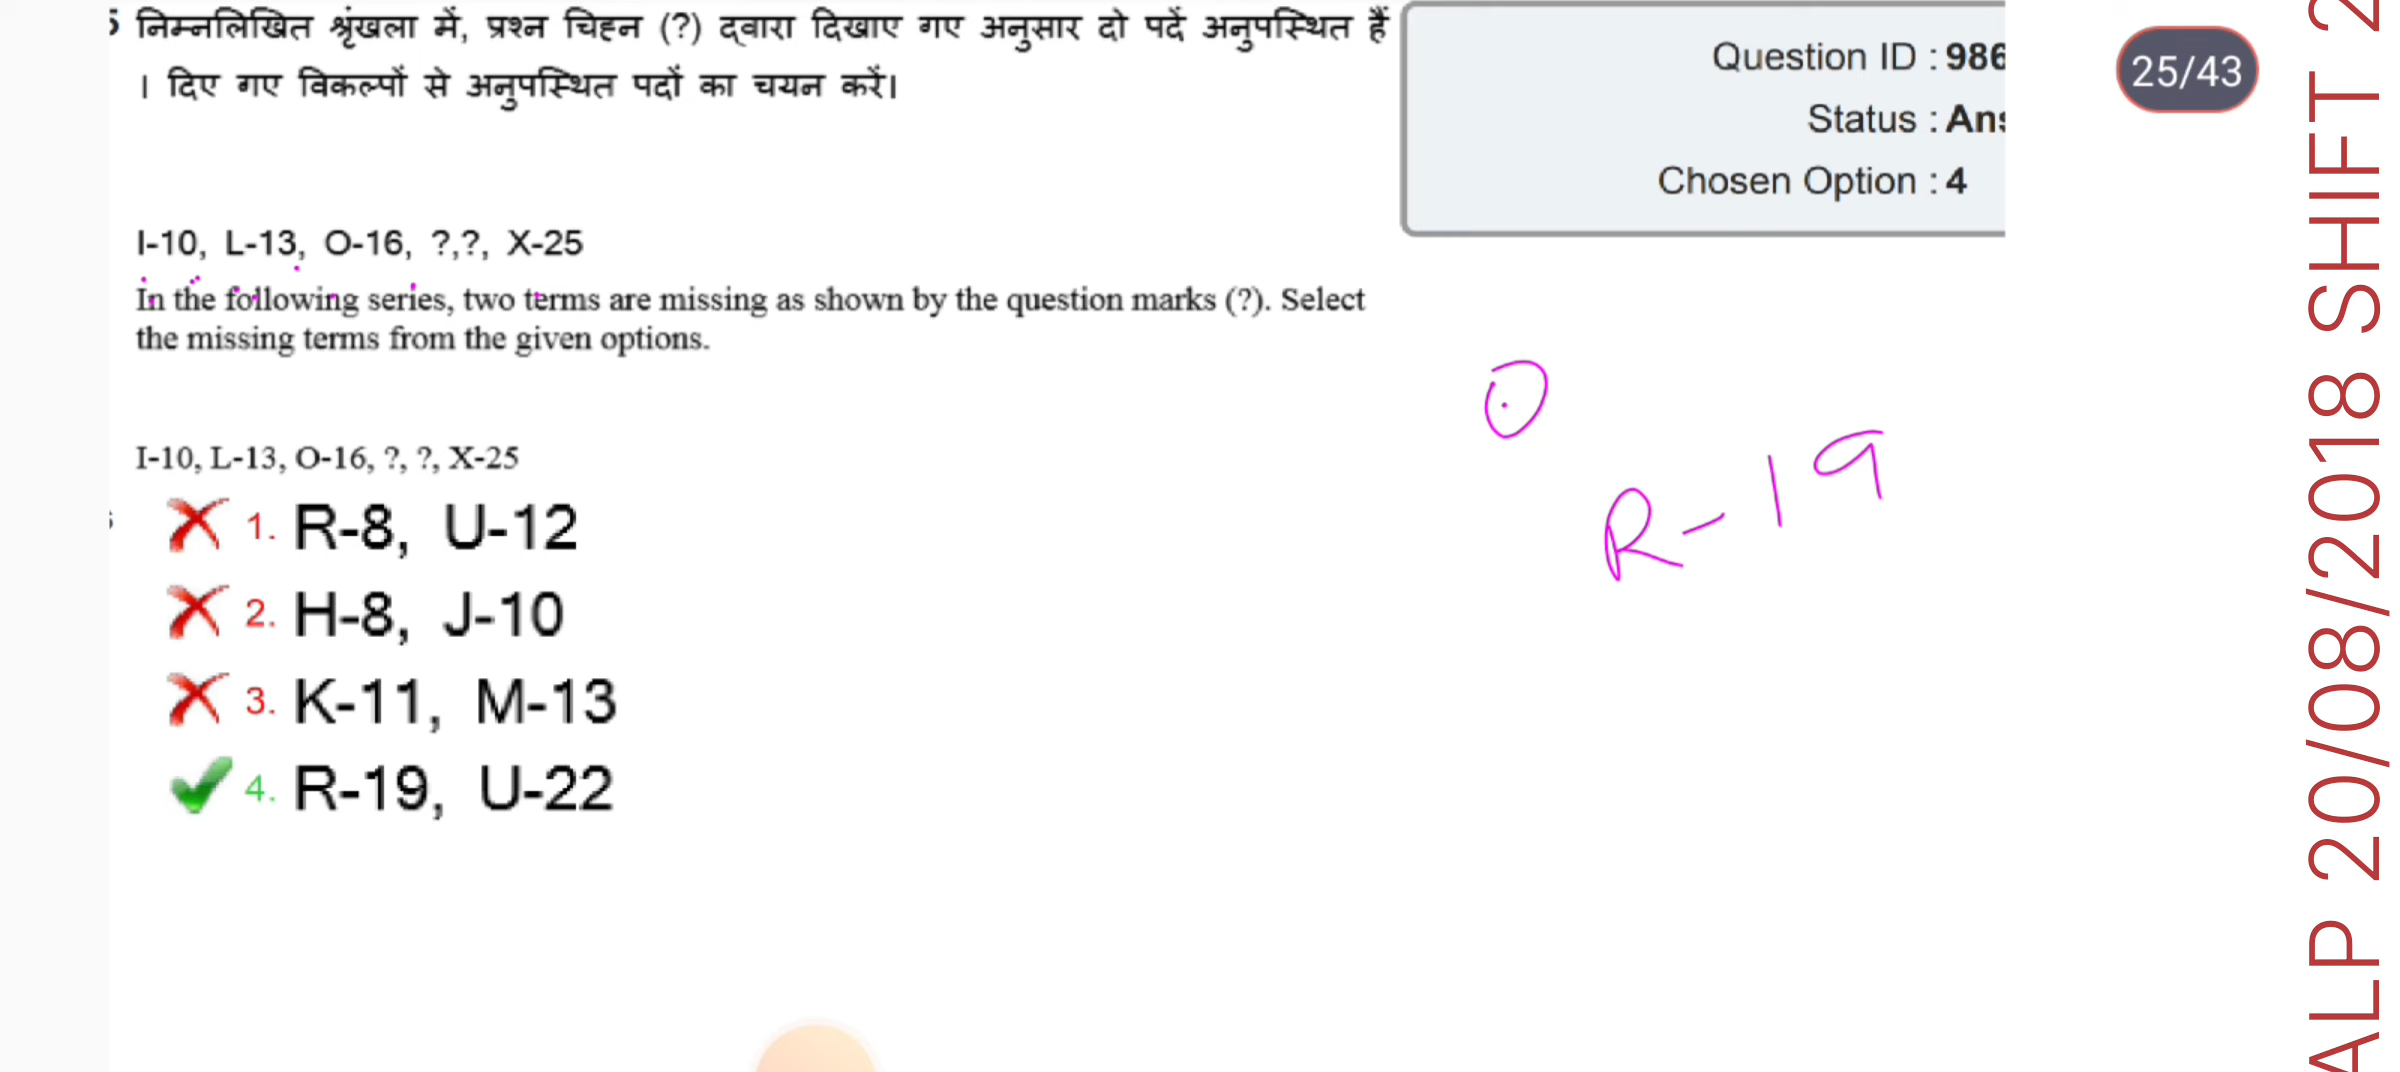 निम्नलिखित श्रृंखला में, प्रश्न चिह्न (?) द्वारा दिखाए गए अनुसार दो पदें अनुपस्थित हैं
। दिए गए विकल्पों से अनुपस्थित पदों का चयन करें।
I-10, L-13, O-16, ?,?, X-25
In the following series, two terms are missing as shown by the question marks (?). Select
the missing terms from the given options.
I-10, L-13, O-16, ?, ?, X-25
1. R-8, U-12
2. H-8, J-10
3. K-11, M-13
4. R-19, U-22
Question ID : 986
Status : Ans
Chosen Option : 4
25/43
O
R-19
ALP 20/08/2018 SHIFT 2